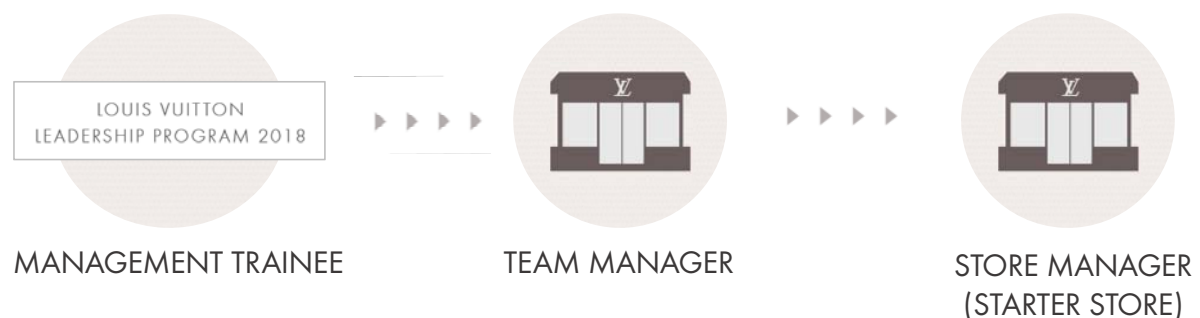 LOUIS VUITTON
LEADERSHIP PROGRAM 2018
MANAGEMENT TRAINEE
LV
TEAM MANAGER
LV
STORE MANAGER
(STARTER STORE)